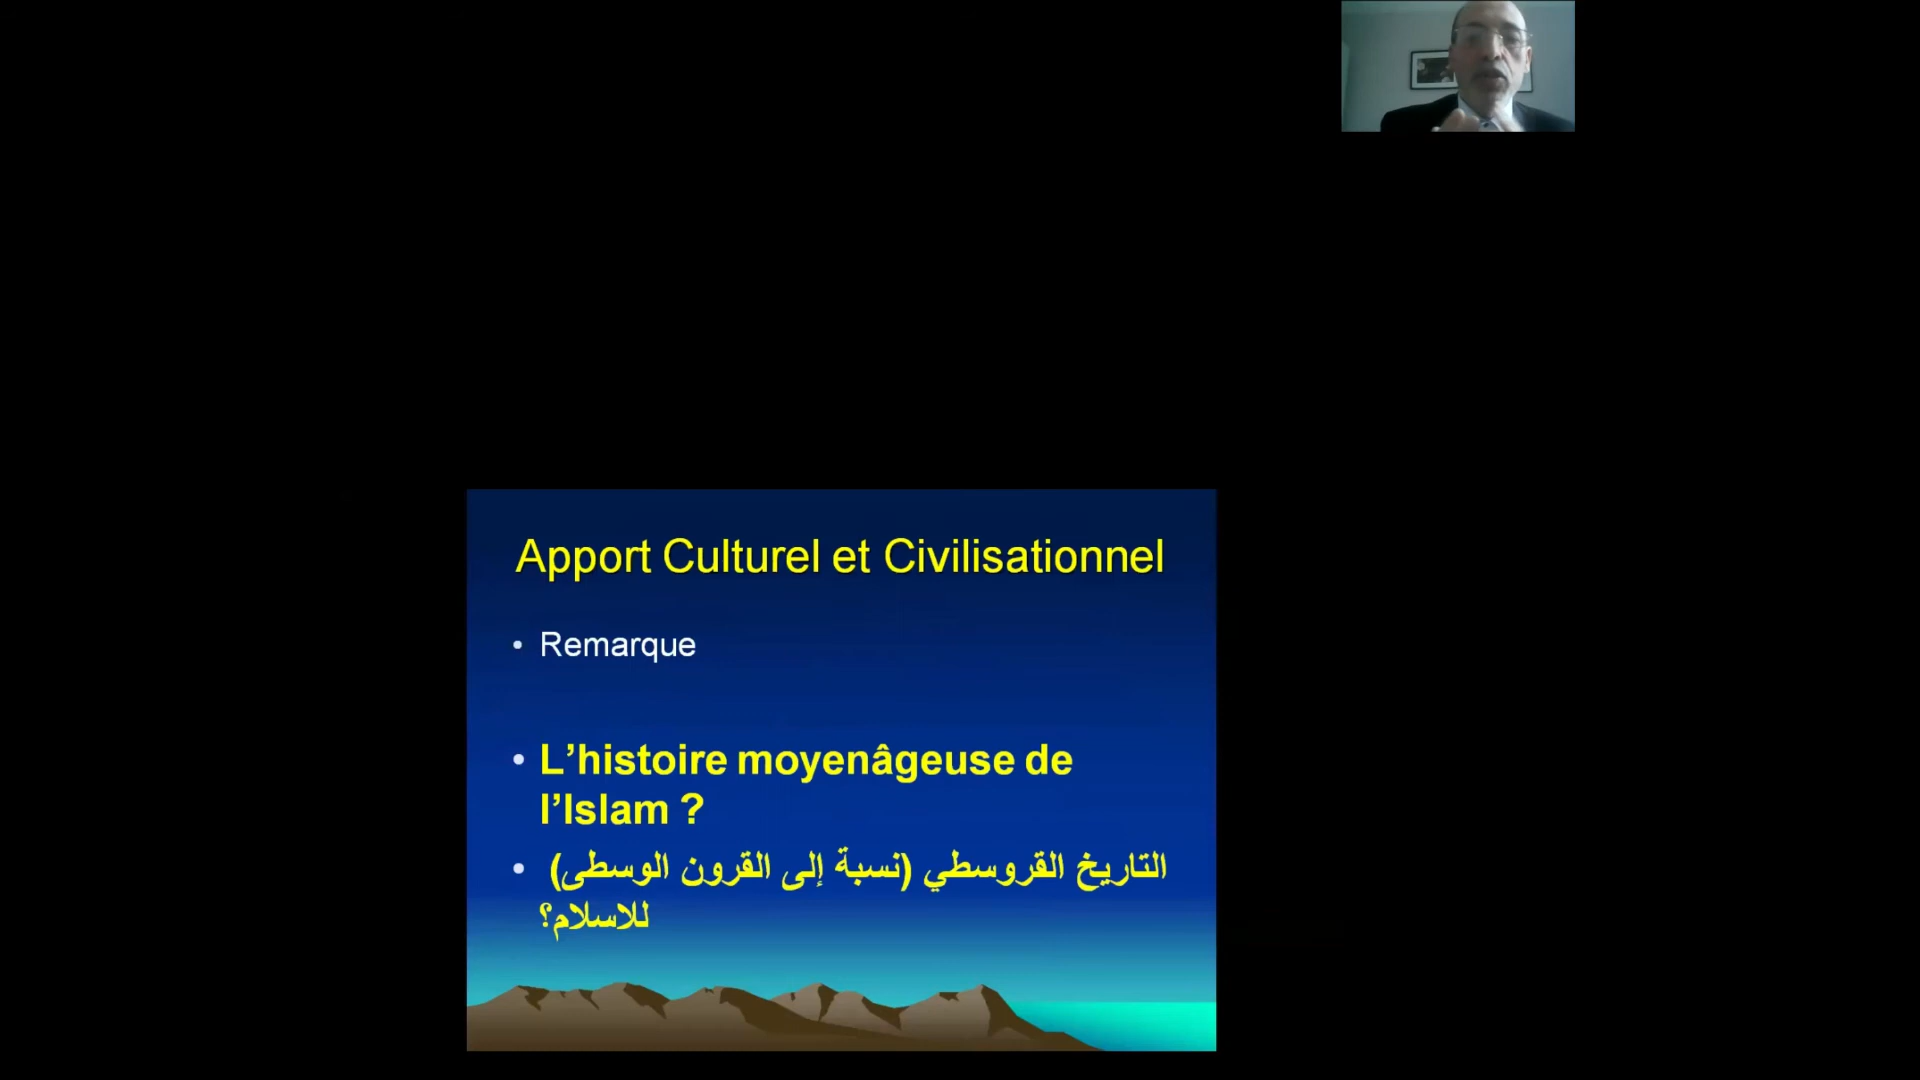 Apport Culturel et Civilisationnel
• Remarque
• L’histoire moyenâgeuse de
l’Islam ?
• التاريخ القروسطي (نسبة إلى القرون الوسطى)
للاسلام؟